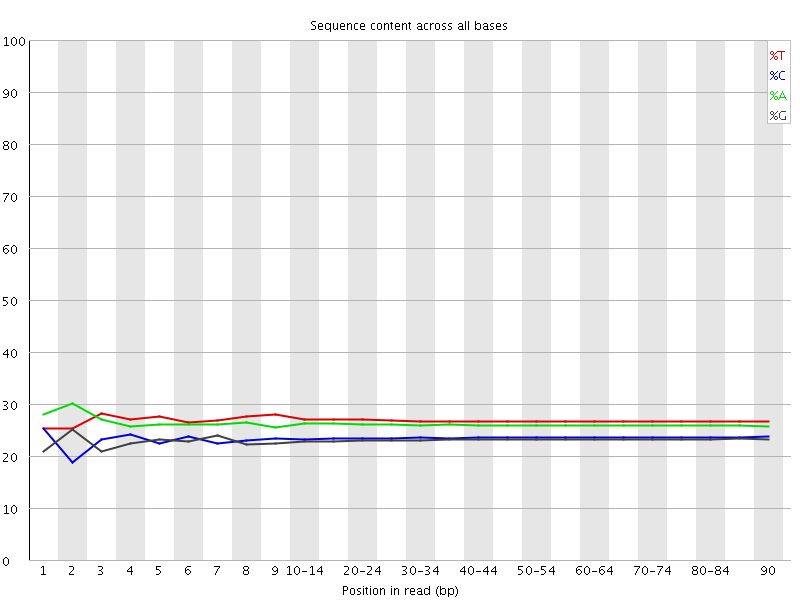 Sequence content across all bases
100
90
80
70
60
50
40
30
20
10
0
%T
%C
%A
%G
1 2 3 4 5 6 7 8 9 10-14 20-24 30-34 40-44 50-54 60-64 70-74 80-84 90
Position in read (bp)